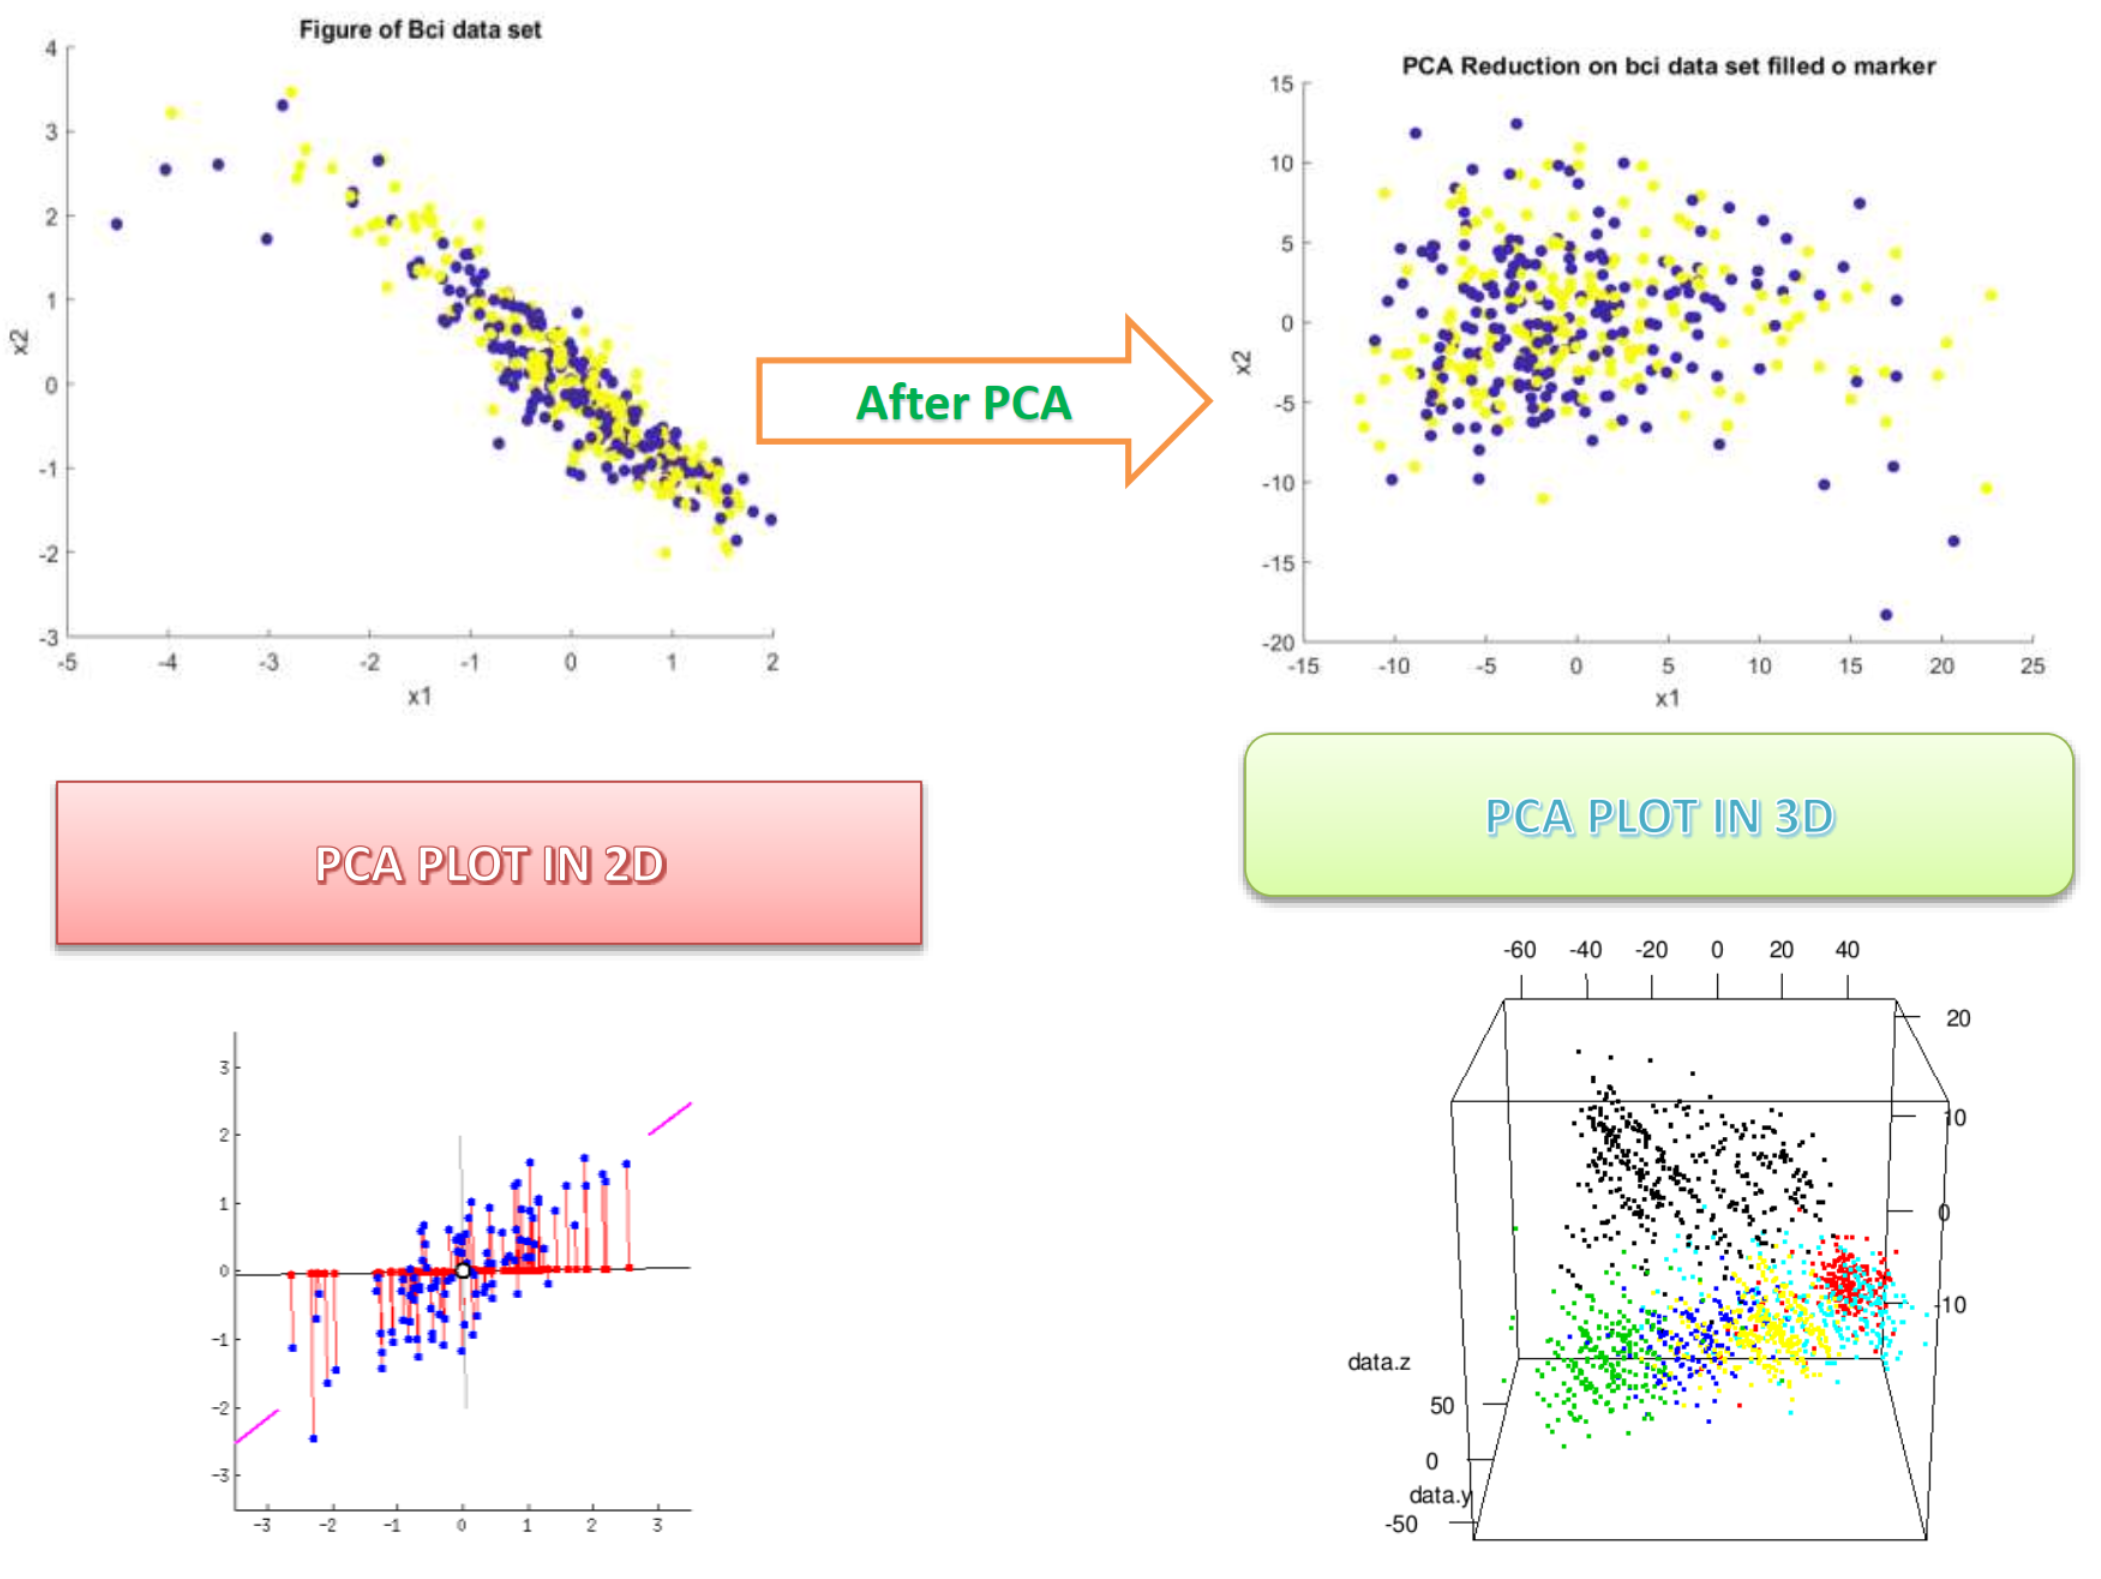 Figure of Bci data set
4
3
2
1
0
-1
-2
-3
x2
-5 -4 -3 -2 -1 0 1 2
x1
After PCA
PCA Reduction on bci data set filled o marker
15
10
5
0
-5
-10
-15
-20
x2
-15 -10 -5 0 5 10 15 20 25
x1
PCA PLOT IN 2D
PCA PLOT IN 3D
3
2
1
0
-1
-2
-3
-3 -2 -1 0 1 2 3
-60 -40 -20 0 20 40
20
10
0
-10
data.z
50
0
data.y
-50